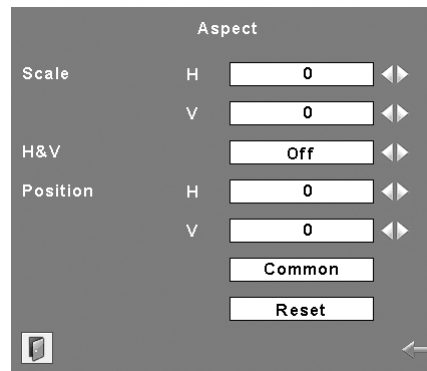 Aspect
Scale H 0
V 0
H&V Off
Position H 0
V 0
Common
Reset